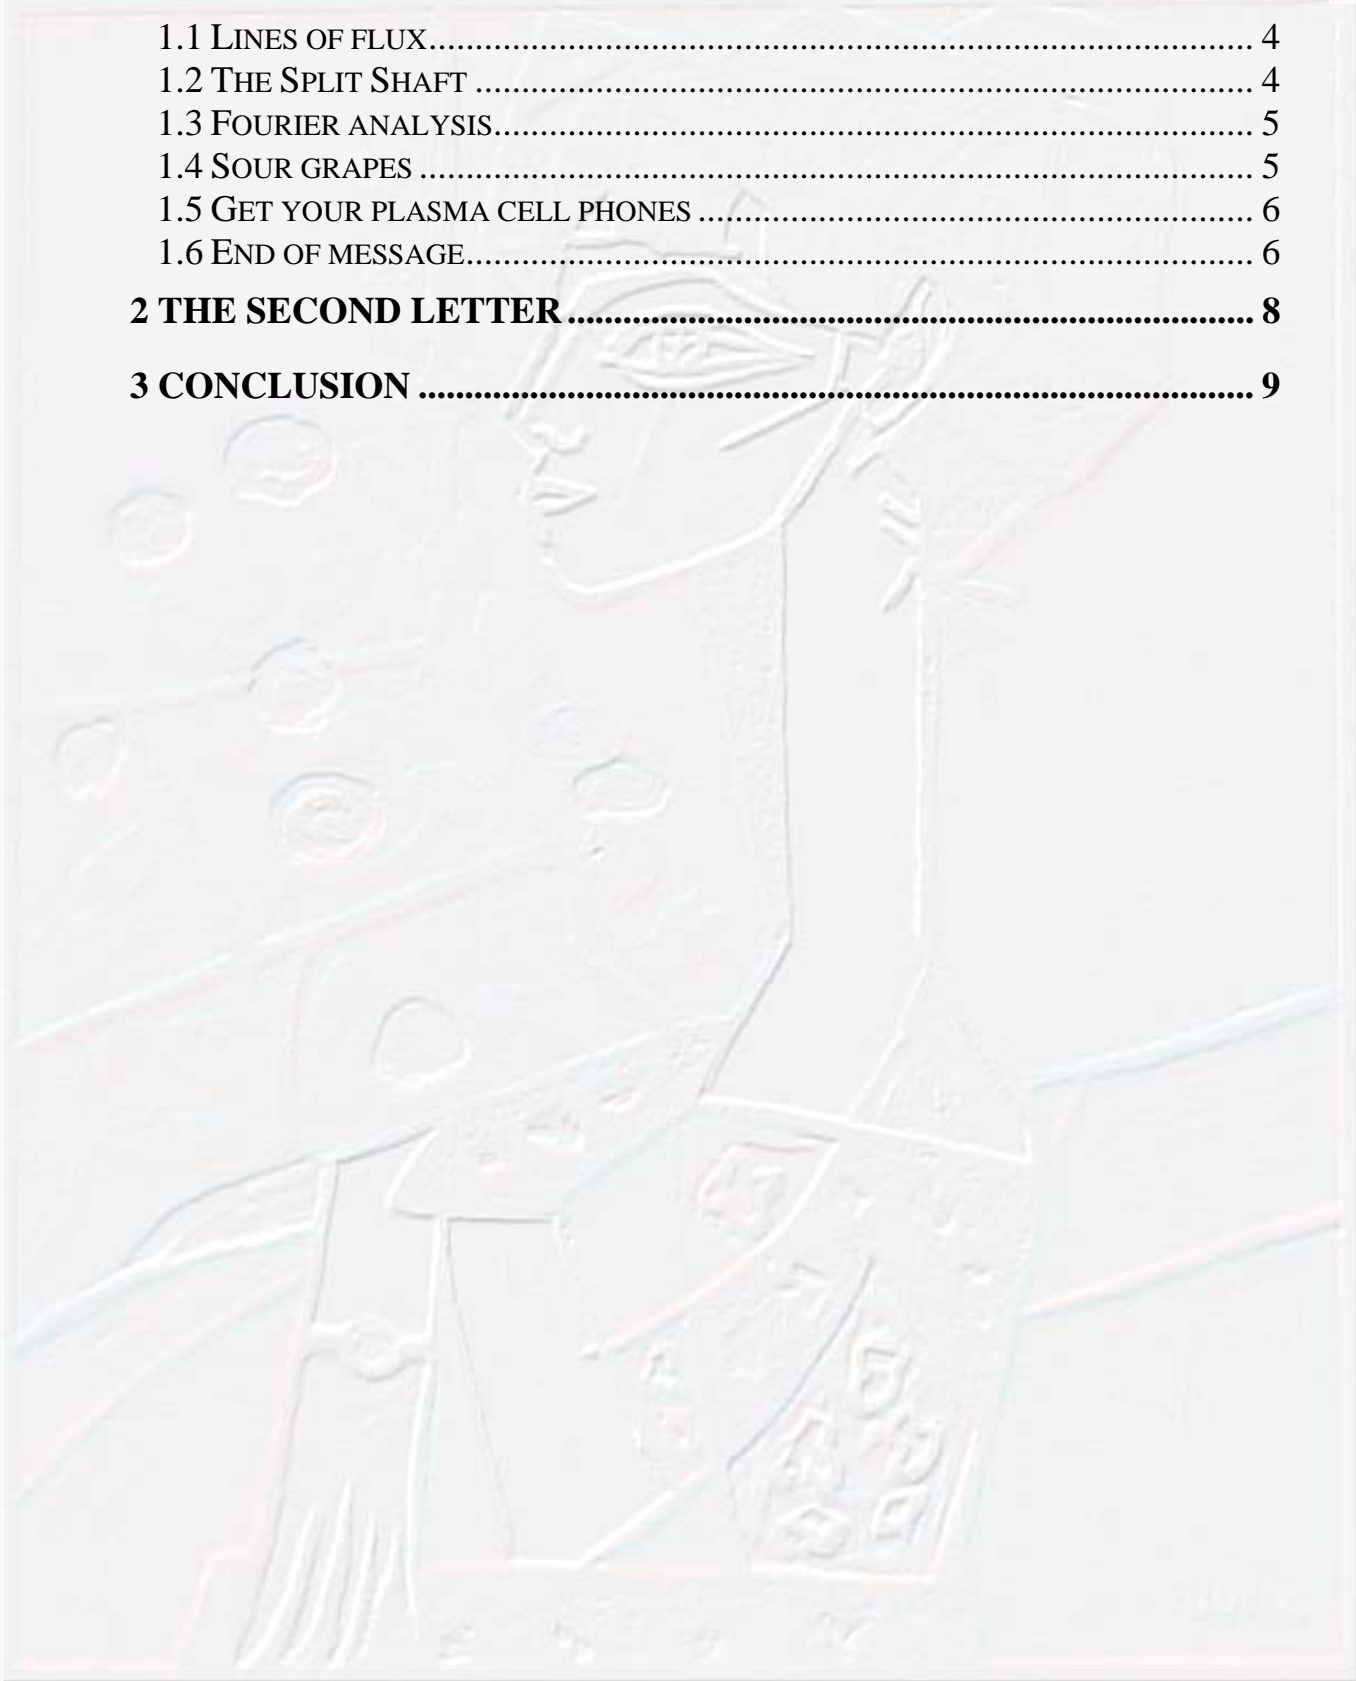 1.1 LINES OF FLUX.......................................................................................... 4
1.2 THE SPLIT SHAFT ..................................................................................... 4
1.3 FOURIER ANALYSIS................................................................................... 5
1.4 SOUR GRAPES ........................................................................................... 5
1.5 GET YOUR PLASMA CELL PHONES ............................................................. 6
1.6 END OF MESSAGE...................................................................................... 6
2 THE SECOND LETTER.......................................................................... 8
3 CONCLUSION .......................................................................................... 9